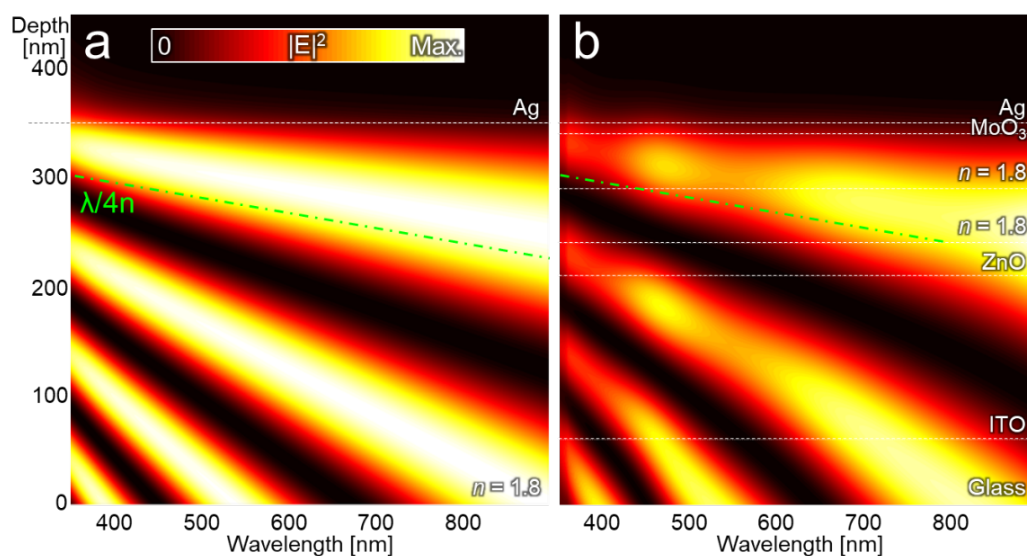 Depth
[nm]
400
300
200
100
0
a
0 |E|² Max.
Ag
λ/4n
n = 1.8
400 500 600 700 800
Wavelength [nm]
b
Ag
MoO₃
n = 1.8
n = 1.8
ZnO
ITO
Glass
400 500 600 700 800
Wavelength [nm]